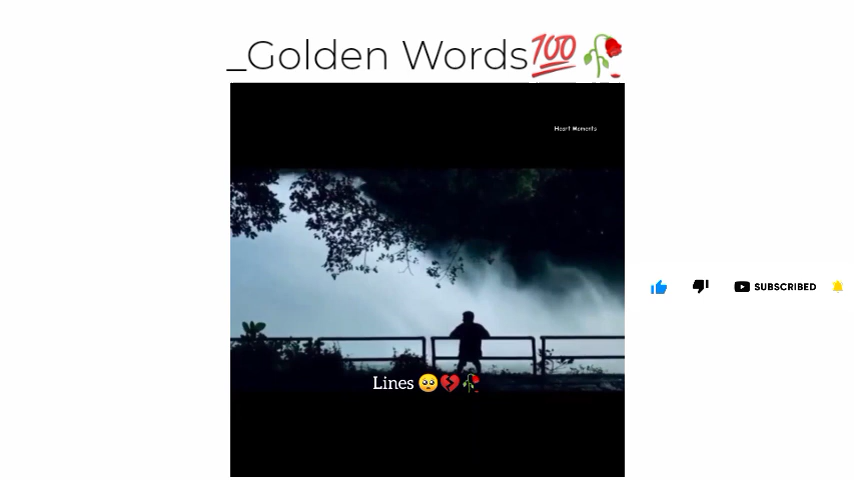 _Golden Words💯🥀
Heart Moments
SUBSCRIBED
Lines 🥺💔🥀